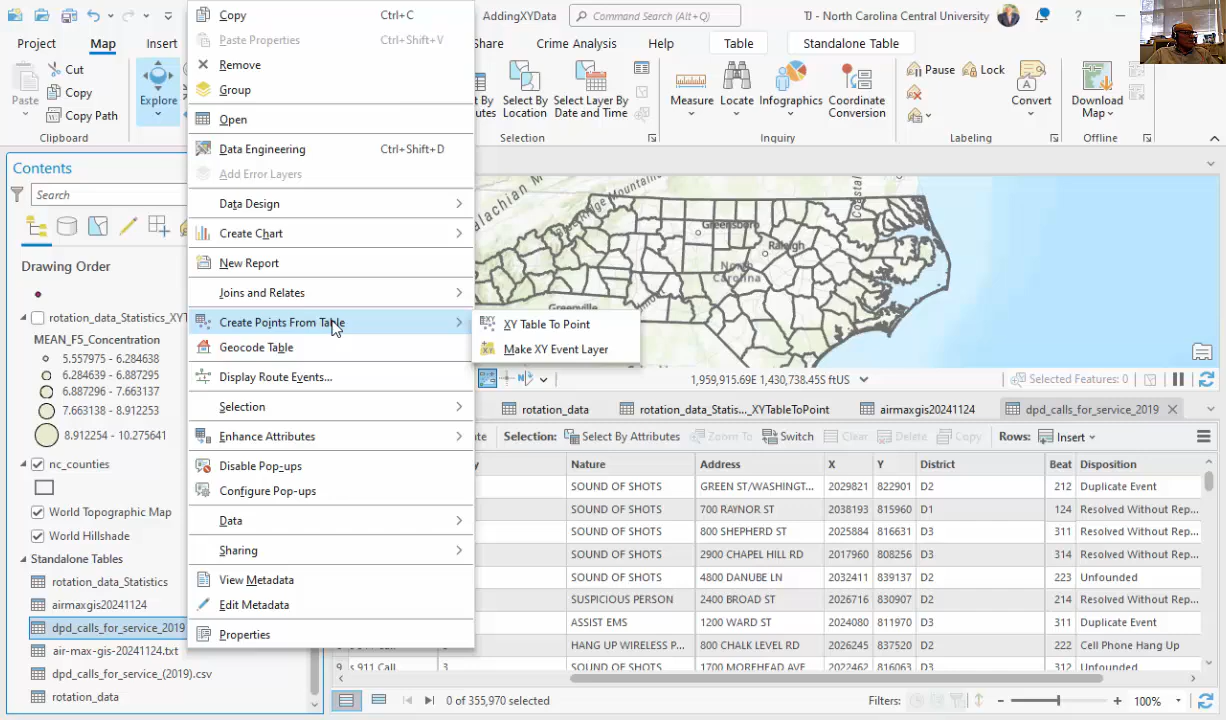 AddingXYData
Command Search (Alt+Q)
TJ - North Carolina Central University
?
Project
Map
Insert
Share
Crime Analysis
Help
Table
Standalone Table
Paste
Cut
Copy
Copy Path
Clipboard
Explore
Select By Location
Select Layer By Date and Time
Selection
Measure
Locate
Infographics
Coordinate Conversion
Inquiry
Pause
Lock
Convert
Labeling
Download Map
Offline
Contents
Search
Drawing Order
rotation_data_Statistics_XYT
MEAN_F5_Concentration
5.557975 - 6.284638
6.284639 - 6.887295
6.887296 - 7.663137
7.663138 - 8.912253
8.912254 - 10.275641
nc_counties
World Topographic Map
World Hillshade
Standalone Tables
rotation_data_Statistics
airmaxgis20241124
dpd_calls_for_service_2019
air-max-gis-20241124.txt
dpd_calls_for_service_(2019).csv
rotation_data
Copy Ctrl+C
Paste Properties Ctrl+Shift+V
Remove
Group
Open
Data Engineering Ctrl+Shift+D
Add Error Layers
Data Design
Create Chart
New Report
Joins and Relates
Create Points From Table
Geocode Table
Display Route Events...
Selection
Enhance Attributes
Disable Pop-ups
Configure Pop-ups
Data
Sharing
View Metadata
Edit Metadata
Properties
XY Table To Point
Make XY Event Layer
Greensboro
Raleigh
North Carolina
Greenville
1,959,915.69E 1,430,738.45S ftUS
Selected Features: 0
rotation_data
rotation_data_Statis..._XYTableToPoint
airmaxgis20241124
dpd_calls_for_service_2019
Selection: Select By Attributes Zoom To Switch Clear Delete Copy Rows: Insert
Nature Address X Y District Beat Disposition
SOUND OF SHOTS GREEN ST/WASHINGT... 2029821 822901 D2 212 Duplicate Event
SOUND OF SHOTS 700 RAYNOR ST 2038193 815960 D1 124 Resolved Without Rep...
SOUND OF SHOTS 800 SHEPHERD ST 2025884 816631 D3 311 Resolved Without Rep...
SOUND OF SHOTS 2900 CHAPEL HILL RD 2017960 808256 D3 314 Resolved Without Rep...
SOUND OF SHOTS 4800 DANUBE LN 2032411 839137 D2 223 Unfounded
SUSPICIOUS PERSON 2400 BROAD ST 2026716 830907 D2 214 Resolved Without Rep...
ASSIST EMS 1200 WARD ST 2024080 811970 D3 311 Duplicate Event
HANG UP WIRELESS P... 800 CHALK LEVEL RD 2026245 837520 D2 222 Cell Phone Hang Up
9 s 911 Call 3 SOUND OF SHOTS 1700 MOREHEAD AVE 2022462 816063 D3 312 Unfounded
0 of 355,970 selected
Filters:
100%